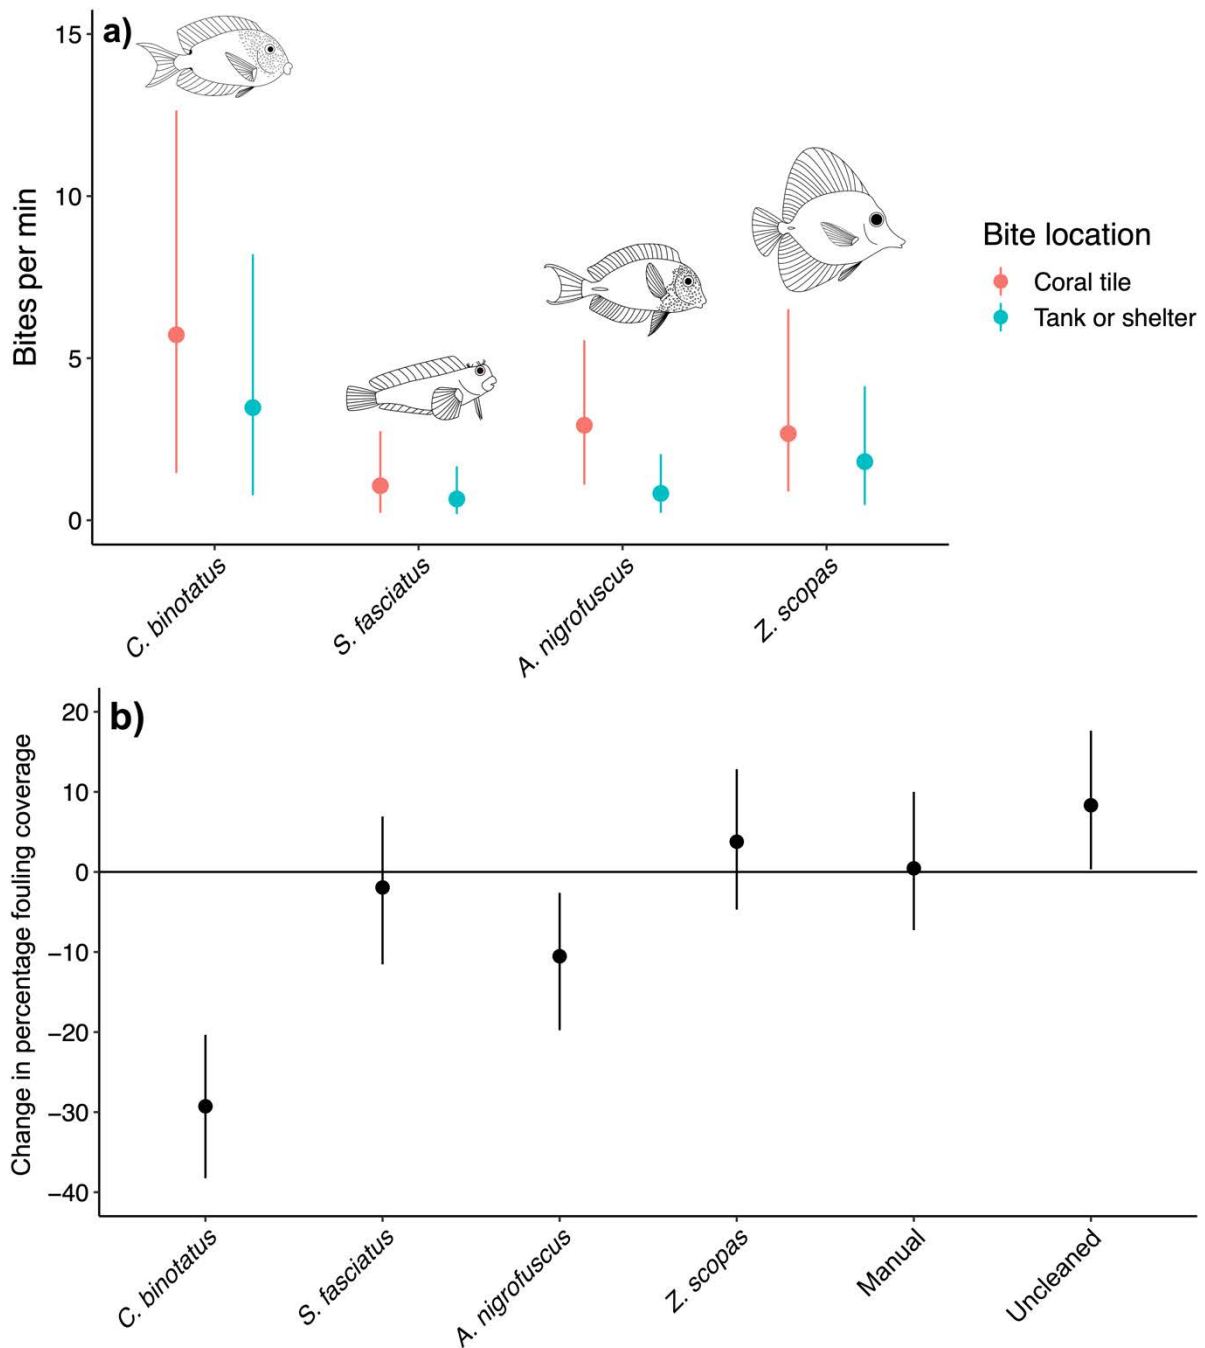 a)
15
10
5
0
Bites per min
C. binotatus
S. fasciatus
A. nigrofuscus
Z. scopas
Bite location
Coral tile
Tank or shelter
b)
20
10
0
−10
−20
−30
−40
Change in percentage fouling coverage
C. binotatus
S. fasciatus
A. nigrofuscus
Z. scopas
Manual
Uncleaned